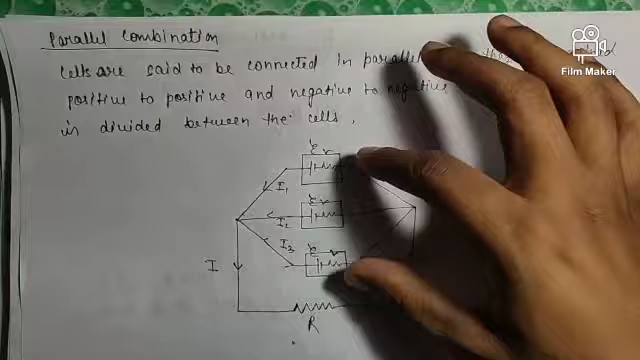 Parallel Combination
Cells are said to be connected in parallel
positive to positive and negative to negative
is divided between the cells.
Film Maker
Ɛ r
I₁
Ɛ r
I₂
Ɛ r
I₃
I
R